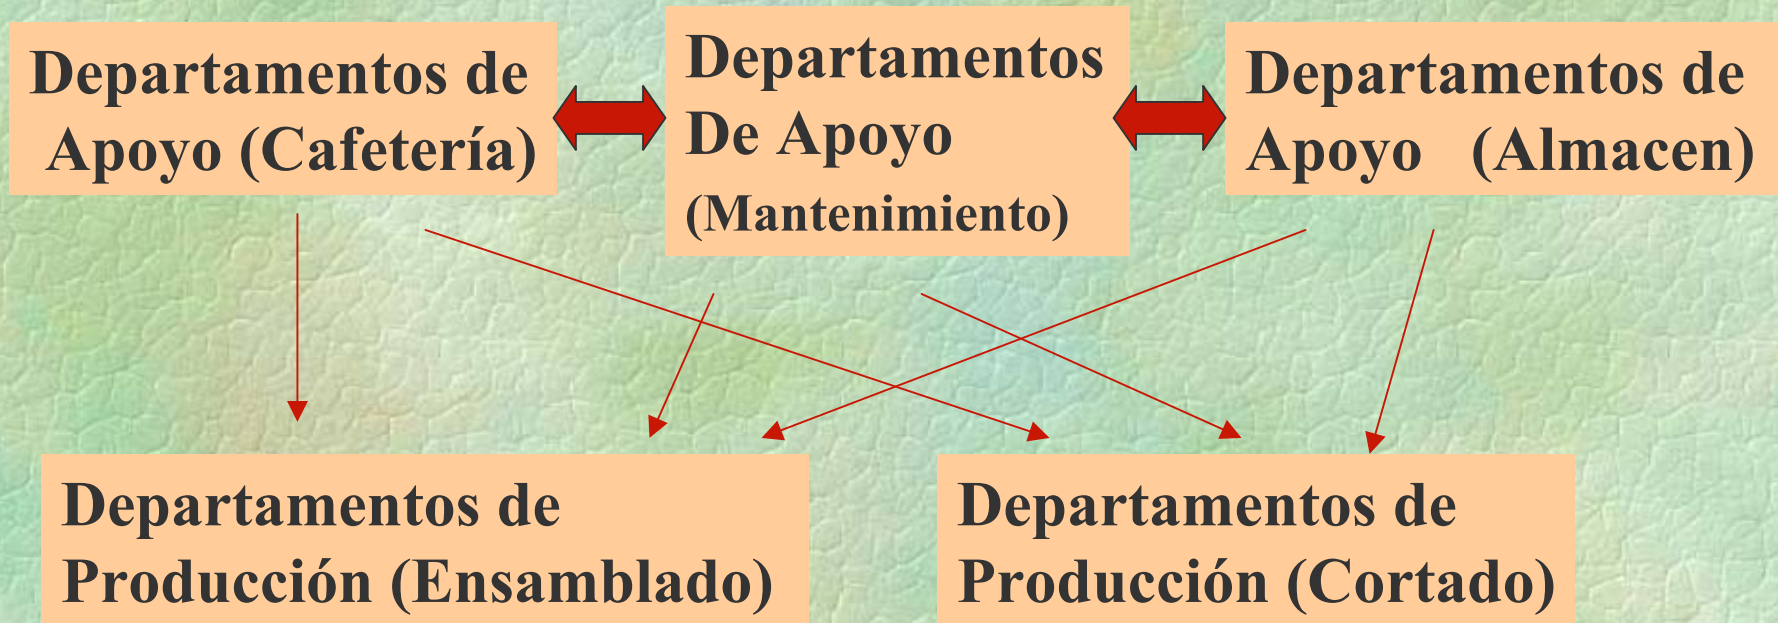 Departamentos de
Apoyo (Cafetería)
Departamentos
De Apoyo
(Mantenimiento)
Departamentos de
Apoyo (Almacen)
Departamentos de
Producción (Ensamblado)
Departamentos de
Producción (Cortado)